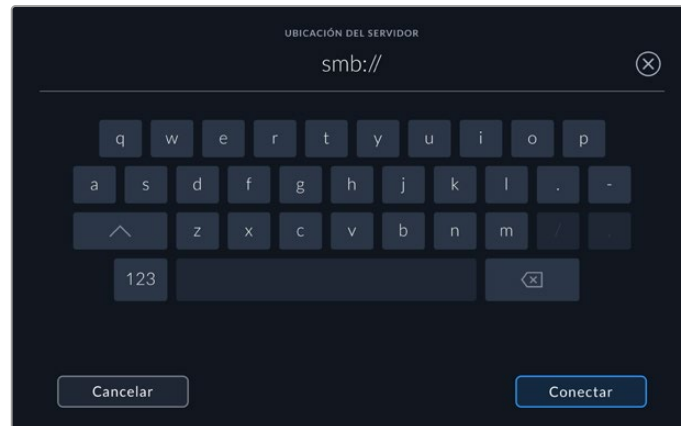 UBICACIÓN DEL SERVIDOR
smb://
q w e r t y u i o p
a s d f g h j k l . -
z x c v b n m /
123
Cancelar Conectar